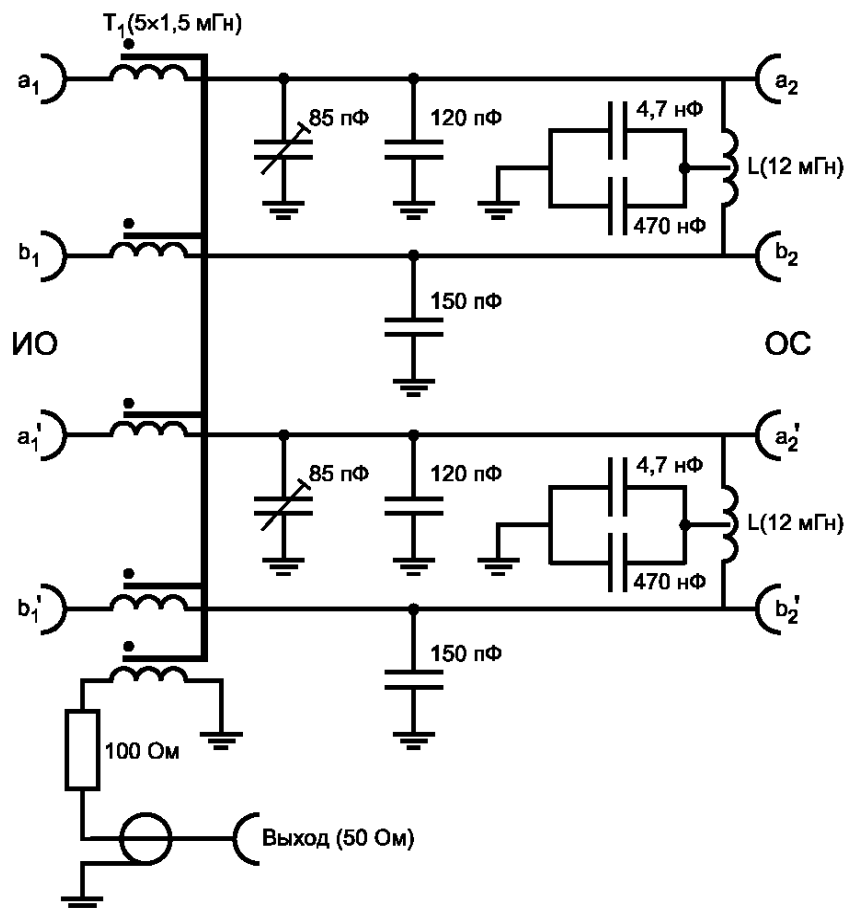 T1(5×1,5 мГн)
a1
85 пФ
120 пФ
4,7 нФ
a2
L(12 мГн)
470 нФ
b1
b2
150 пФ
ИО
ОС
a1'
85 пФ
120 пФ
4,7 нФ
a2'
L(12 мГн)
470 нФ
b1'
b2'
150 пФ
100 Ом
Выход (50 Ом)